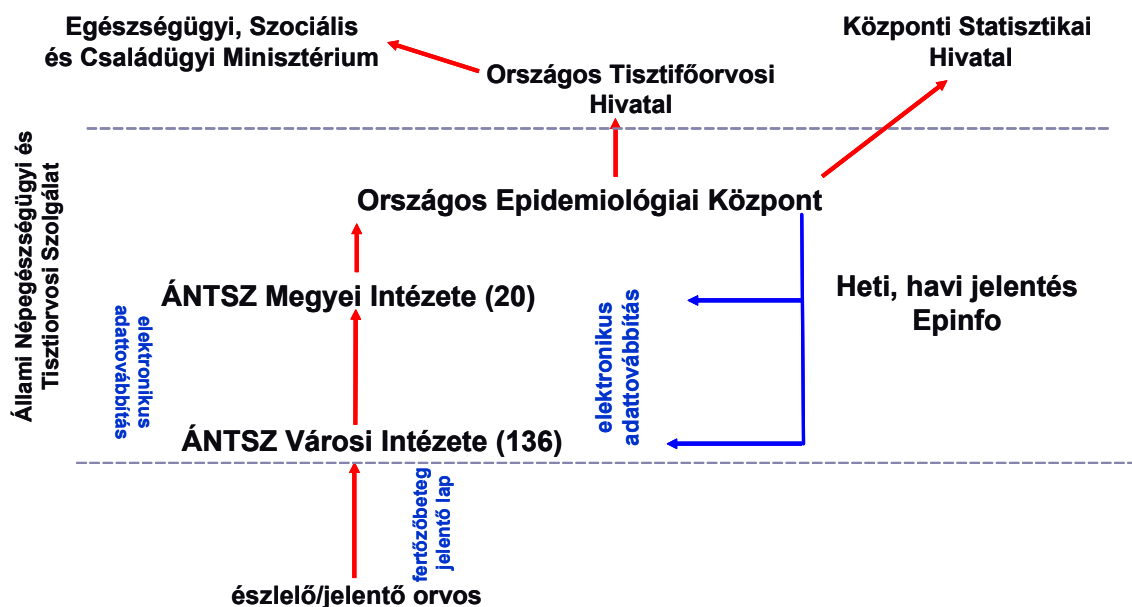 Egészségügyi, Szociális
és Családügyi Minisztérium
Központi Statisztikai
Hivatal
Országos Tisztifőorvosi
Hivatal
Állami Népegészségügyi és
Tisztiorvosi Szolgálat
Országos Epidemiológiai Központ
ÁNTSZ Megyei Intézete (20)
Heti, havi jelentés
Epinfo
elektronikus
adattovábbítás
elektronikus
adattovábbítás
ÁNTSZ Városi Intézete (136)
fertőzőbeteg
jelentő lap
észlelő/jelentő orvos